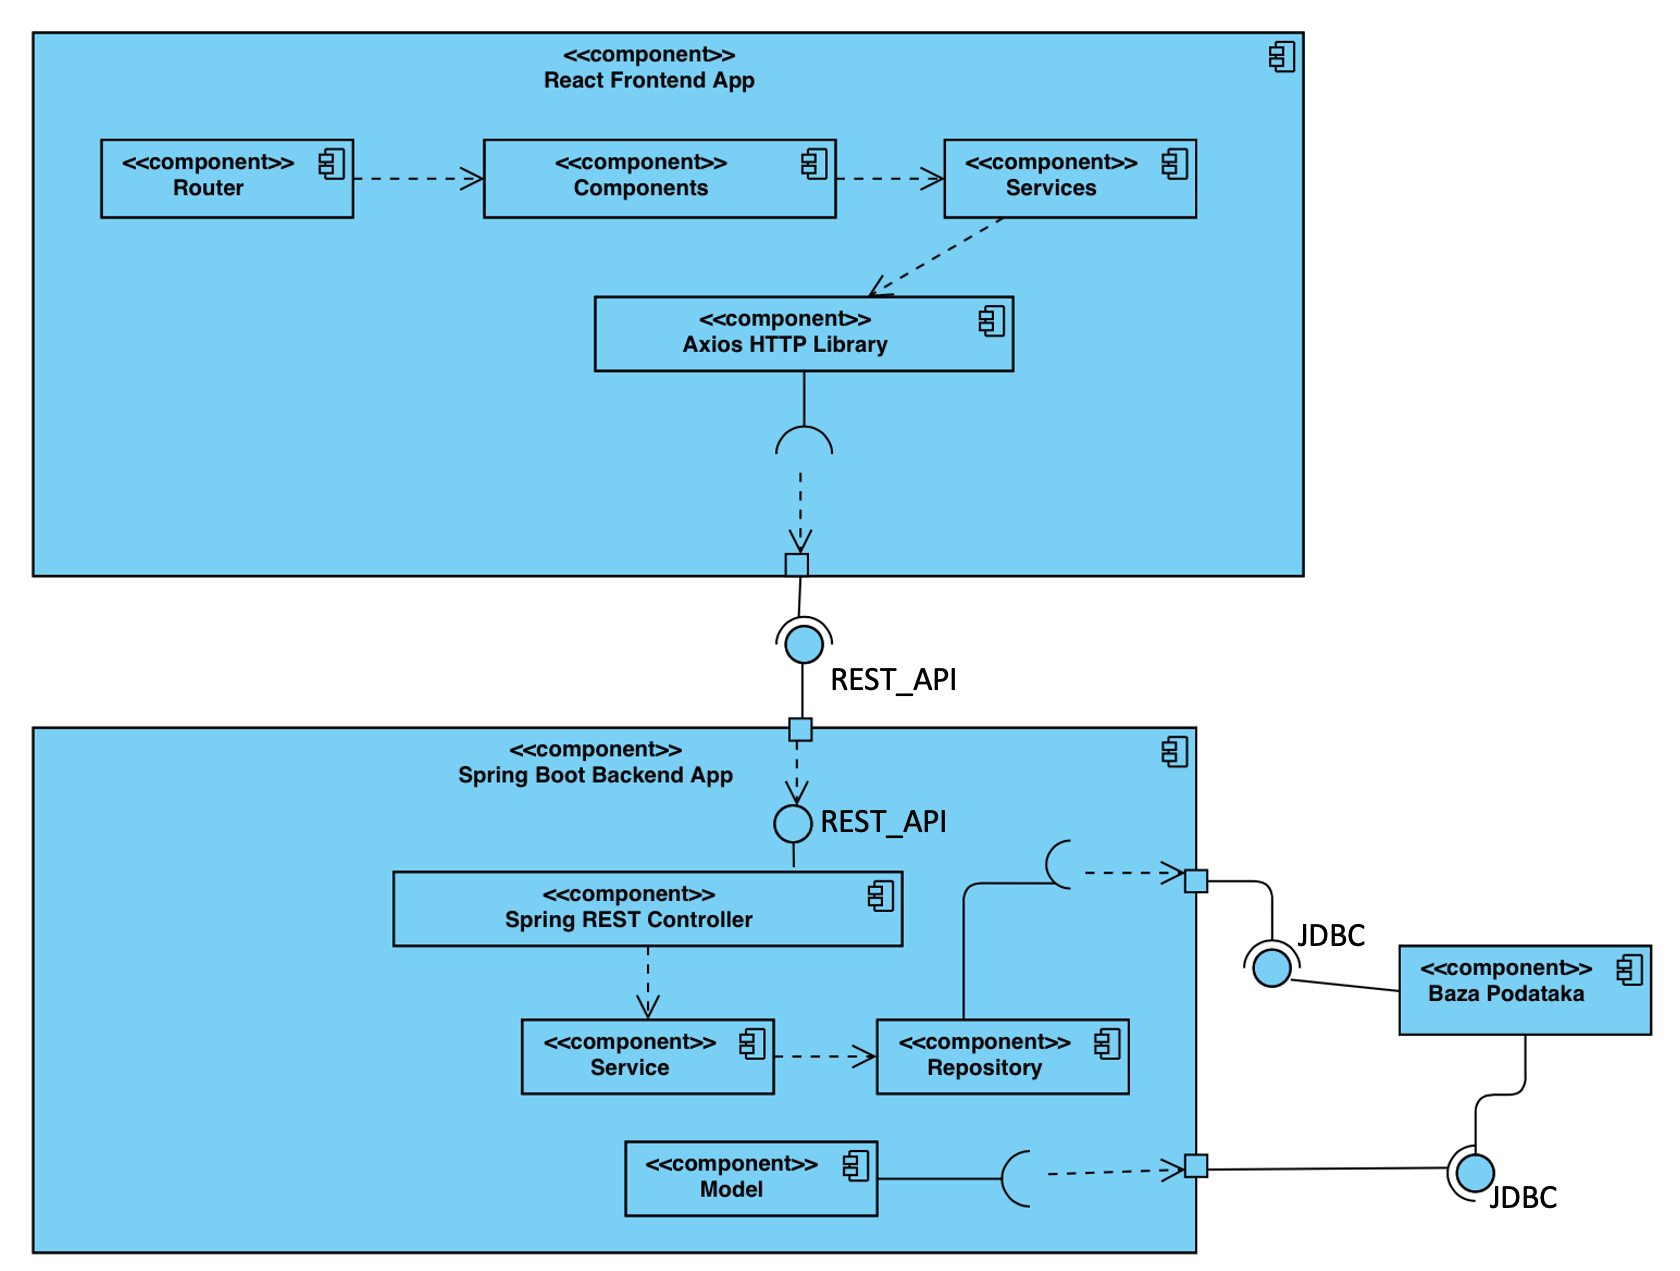 <<component>>
React Frontend App
<<component>>
Router
<<component>>
Components
<<component>>
Services
<<component>>
Axios HTTP Library
REST_API
<<component>>
Spring Boot Backend App
REST_API
<<component>>
Spring REST Controller
JDBC
<<component>>
Baza Podataka
<<component>>
Service
<<component>>
Repository
<<component>>
Model
JDBC